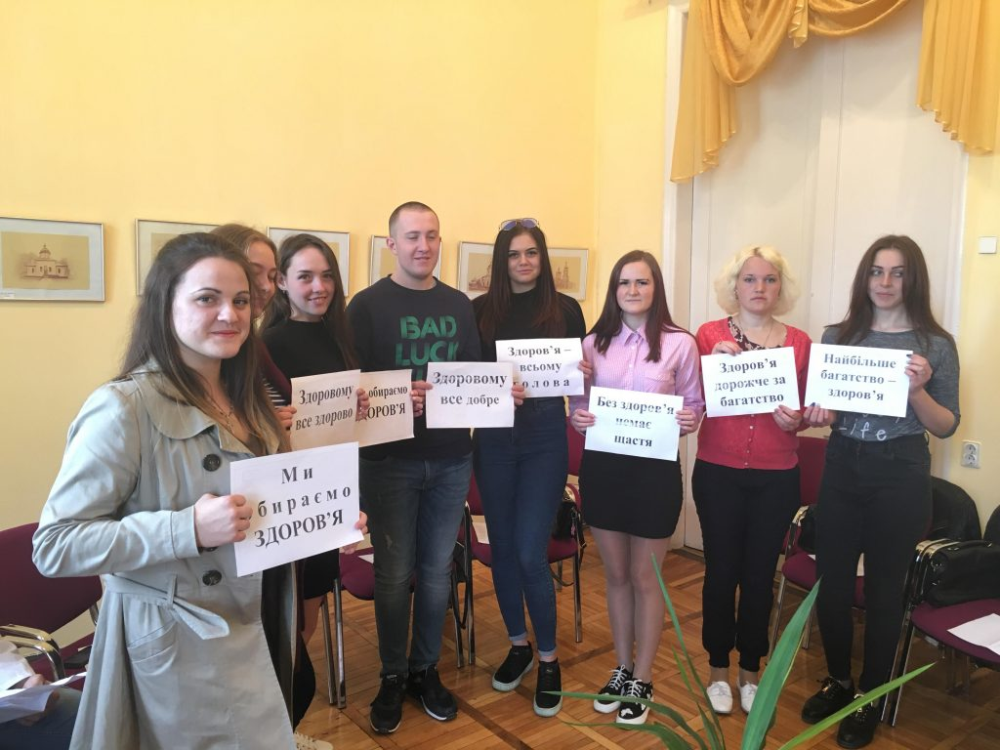 Ми
обираємо
ЗДОРОВ'Я
Здоровому
все здорово
обираємо
ЗДОРОВ'Я
BAD
LUCK
Здоровому
все добре
Здоров'я –
всьому
голова
Без здоров'я
немає
щастя
Здоров'я
дорожче за
багатство
Найбільше
багатство –
здоров'я
Life